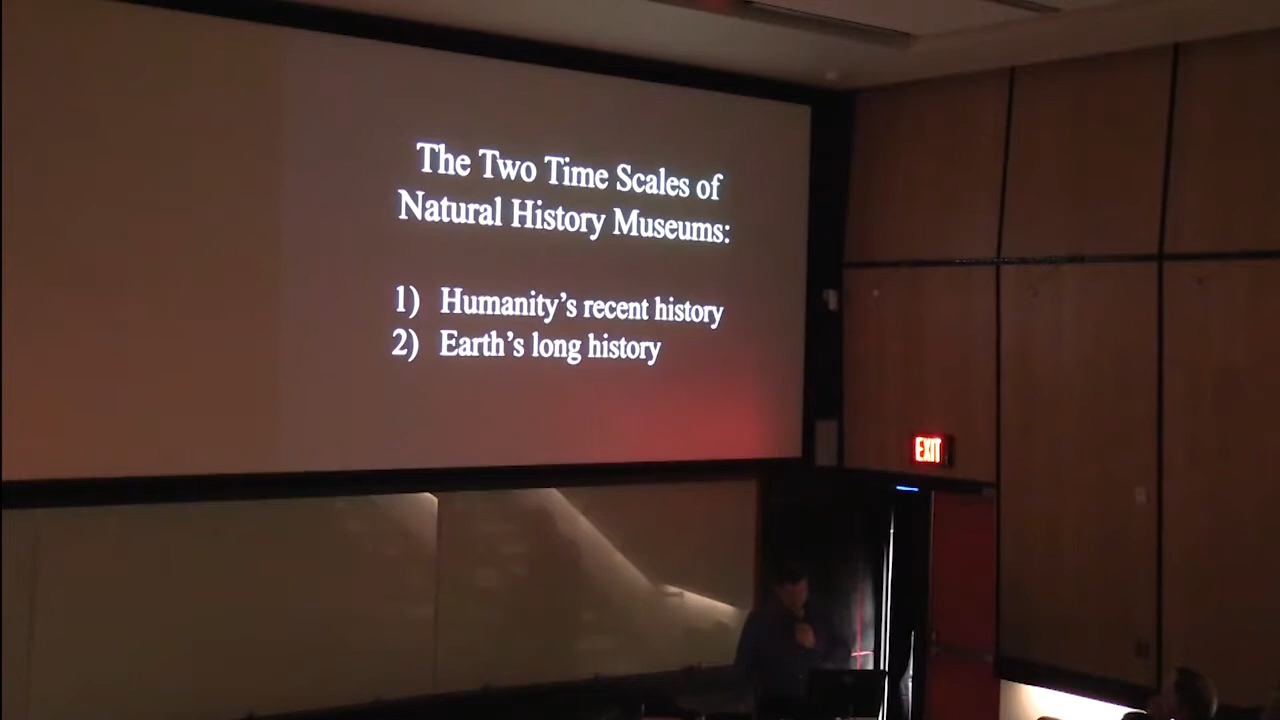 The Two Time Scales of
Natural History Museums:
1) Humanity's recent history
2) Earth's long history
EXIT